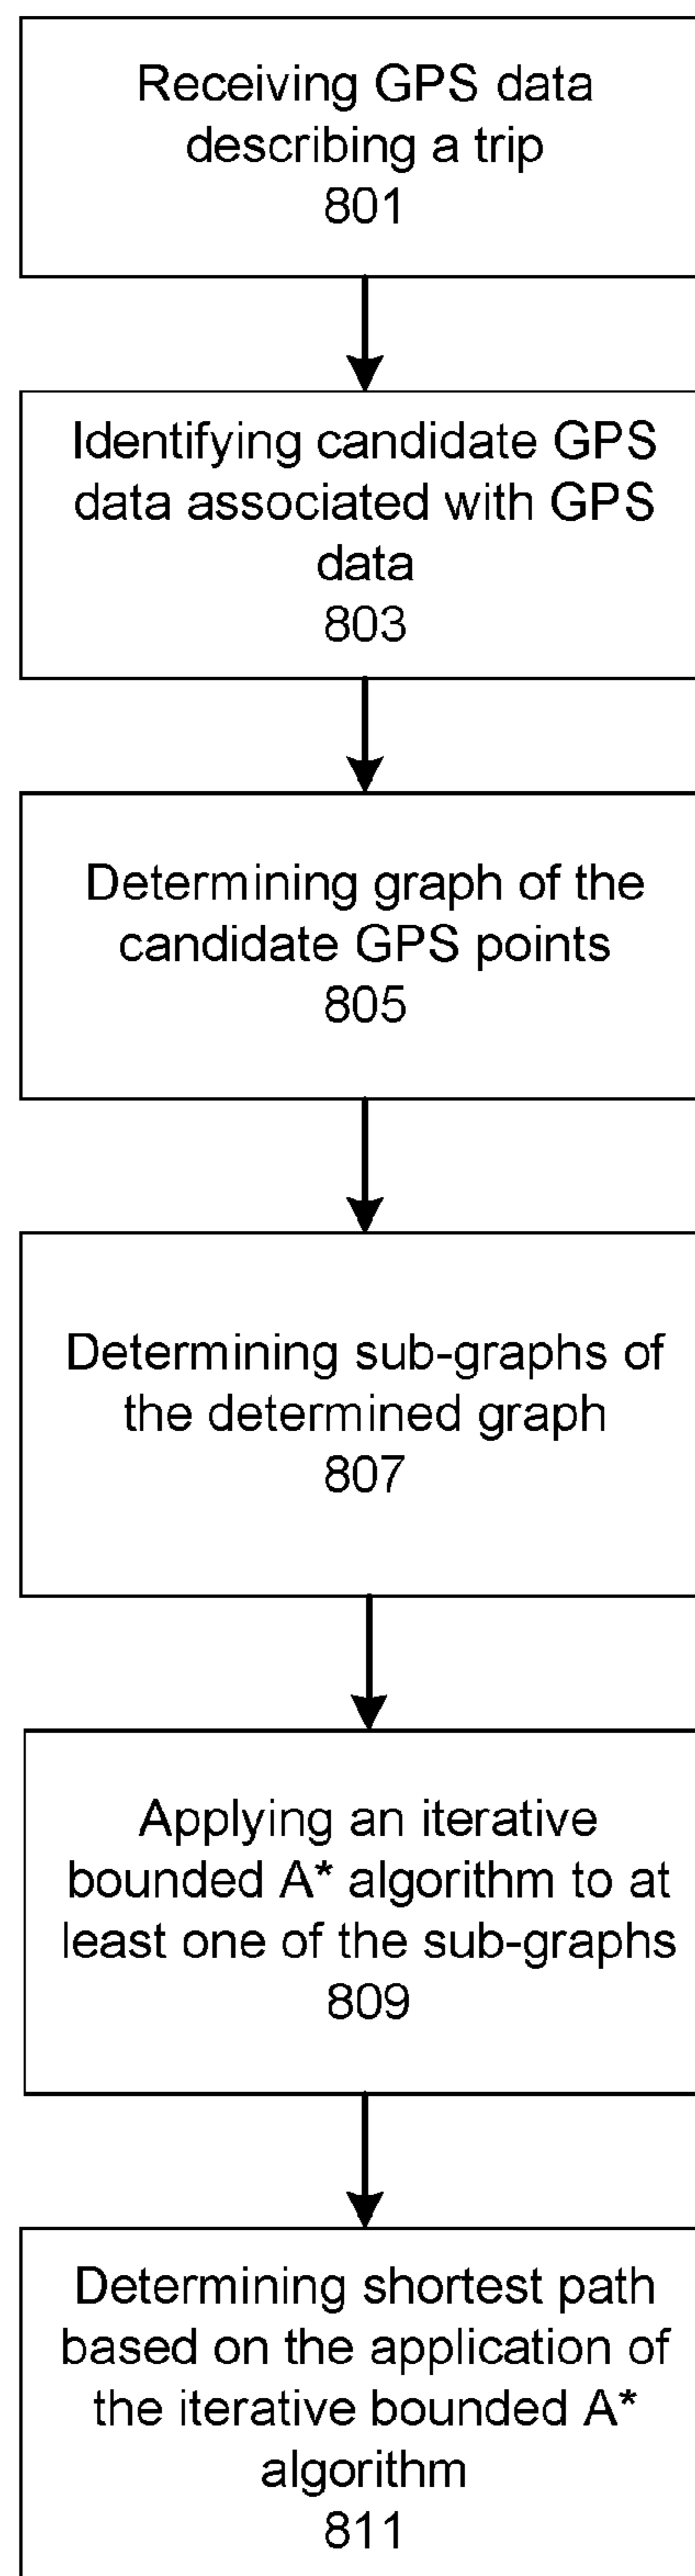 Receiving GPS data
describing a trip
801
Identifying candidate GPS
data associated with GPS
data
803
Determining graph of the
candidate GPS points
805
Determining sub-graphs of
the determined graph
807
Applying an iterative
bounded A* algorithm to at
least one of the sub-graphs
809
Determining shortest path
based on the application of
the iterative bounded A*
algorithm
811